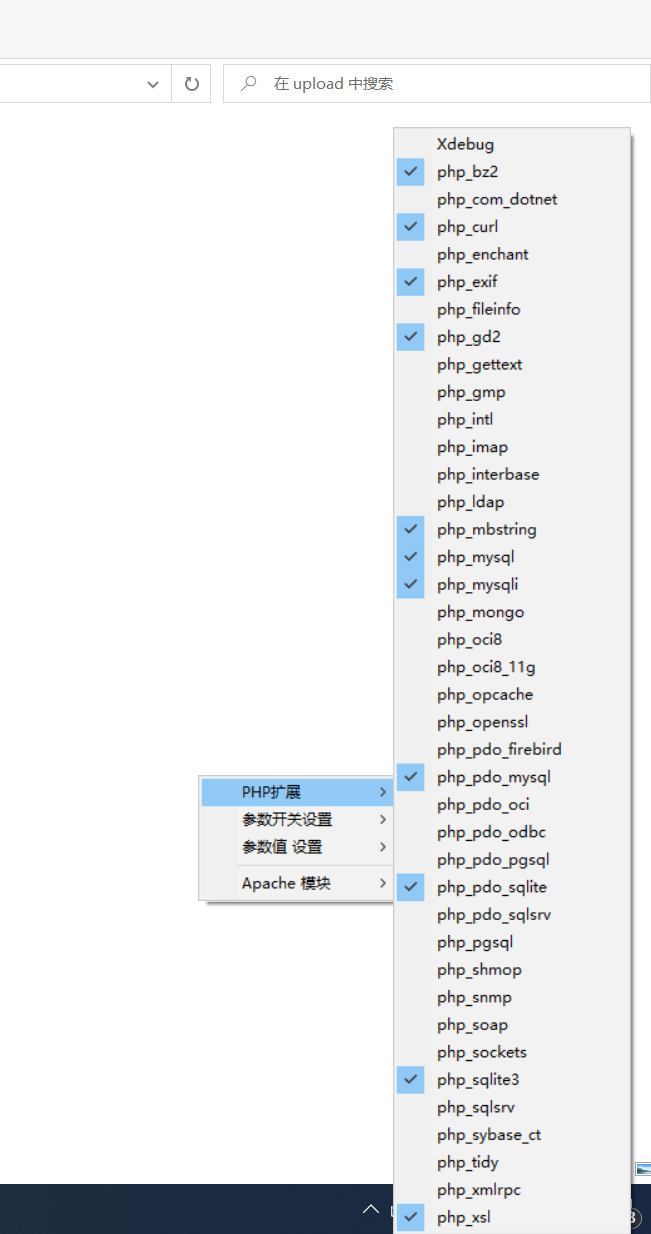 在 upload 中搜索
Xdebug
php_bz2
php_com_dotnet
php_curl
php_enchant
php_exif
php_fileinfo
php_gd2
php_gettext
php_gmp
php_intl
php_imap
php_interbase
php_ldap
php_mbstring
php_mysql
php_mysqli
php_mongo
php_oci8
php_oci8_11g
php_opcache
php_openssl
php_pdo_firebird
php_pdo_mysql
php_pdo_oci
php_pdo_odbc
php_pdo_pgsql
php_pdo_sqlite
php_pdo_sqlsrv
php_pgsql
php_shmop
php_snmp
php_soap
php_sockets
php_sqlite3
php_sqlsrv
php_sybase_ct
php_tidy
php_xmlrpc
php_xsl
PHP扩展
参数开关设置
参数值 设置
Apache 模块